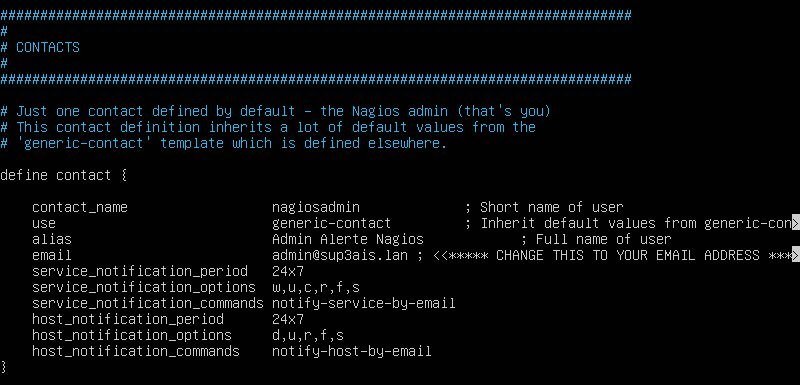 ###############################################################################
#
# CONTACTS
#
###############################################################################
# Just one contact defined by default - the Nagios admin (that's you)
# This contact definition inherits a lot of default values from the
# 'generic-contact' template which is defined elsewhere.
define contact {
contact_name nagiosadmin ; Short name of user
use generic-contact ; Inherit default values from generic-con>
alias Admin Alerte Nagios ; Full name of user
email admin@sup3ais.lan ; <<***** CHANGE THIS TO YOUR EMAIL ADDRESS ***>
service_notification_period 24x7
service_notification_options w,u,c,r,f,s
service_notification_commands notify-service-by-email
host_notification_period 24x7
host_notification_options d,u,r,f,s
host_notification_commands notify-host-by-email
}